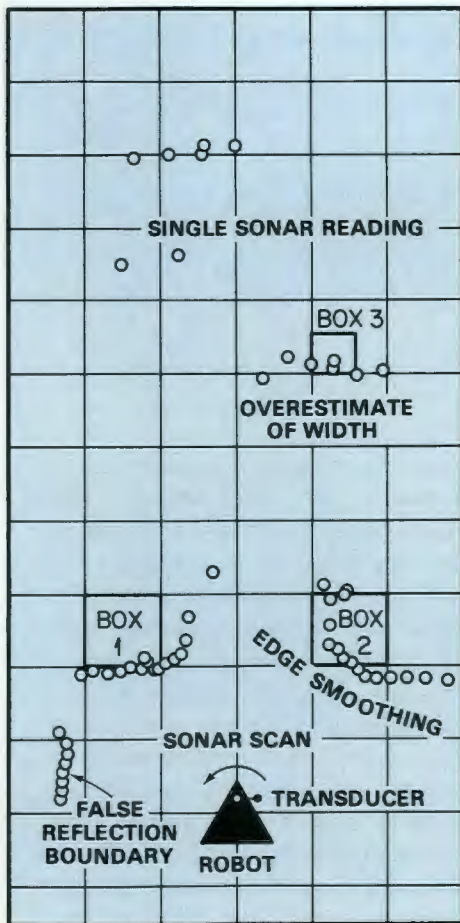 SINGLE SONAR READING
BOX 3
OVERESTIMATE
OF WIDTH
BOX
1
BOX
2
EDGE SMOOTHING
SONAR SCAN
FALSE
REFLECTION
BOUNDARY
TRANSDUCER
ROBOT